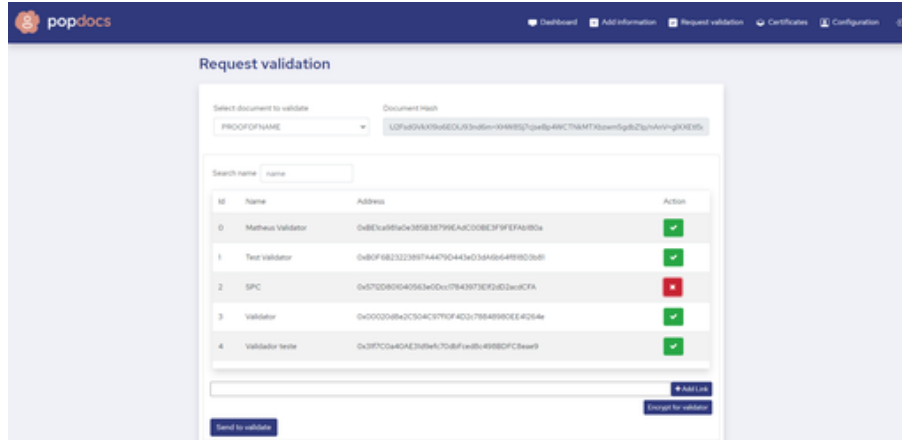 popdocs
Dashboard Add information Request validation Certificates Configuration
Request validation
Select document to validate Document Hash
PROOFOFNAME
Search name name
Id Name Address Action
0 Matheus Validator
1 Test Validator
2 SPC
3 Validator
4 Validador teste
+ Add Link
Encrypt for validator
Send to validate